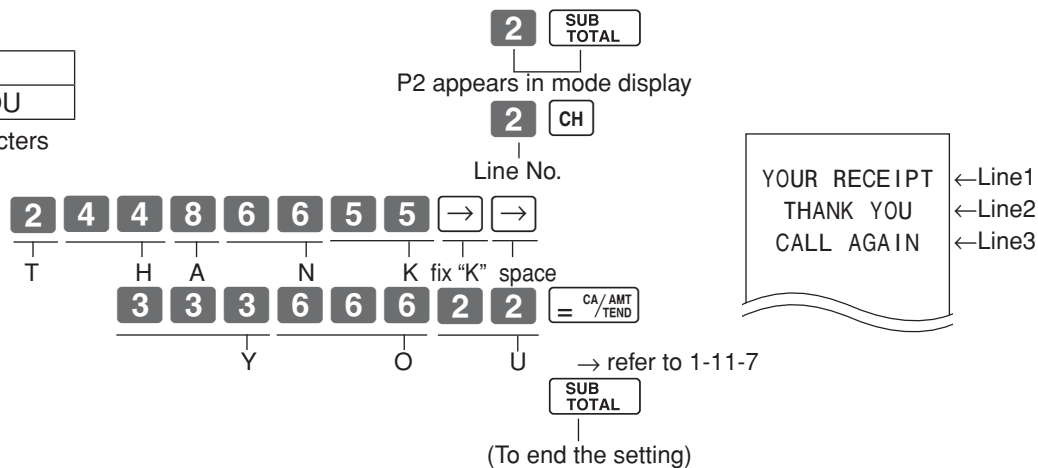 2 SUB TOTAL
P2 appears in mode display
2 CH
Line No.
2 4 4 8 6 6 5 5 → →
T H A N K fix “K” space
3 3 3 6 6 6 2 2 = CA/AMT TEND
Y O U → refer to 1-11-7
SUB TOTAL
(To end the setting)
YOUR RECEIPT ←Line1
THANK YOU ←Line2
CALL AGAIN ←Line3